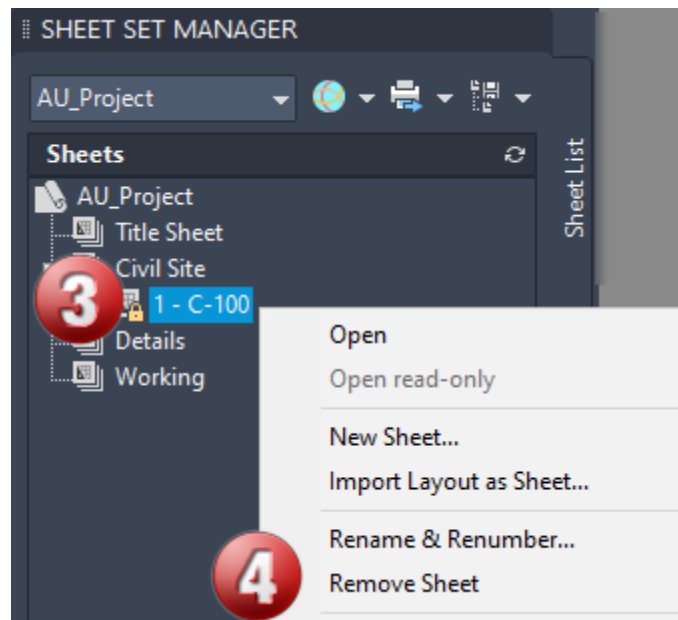 SHEET SET MANAGER
AU_Project
Sheets
Sheet List
AU_Project
Title Sheet
Civil Site
3
1 - C-100
Details
Working
Open
Open read-only
New Sheet...
Import Layout as Sheet...
Rename & Renumber...
4
Remove Sheet